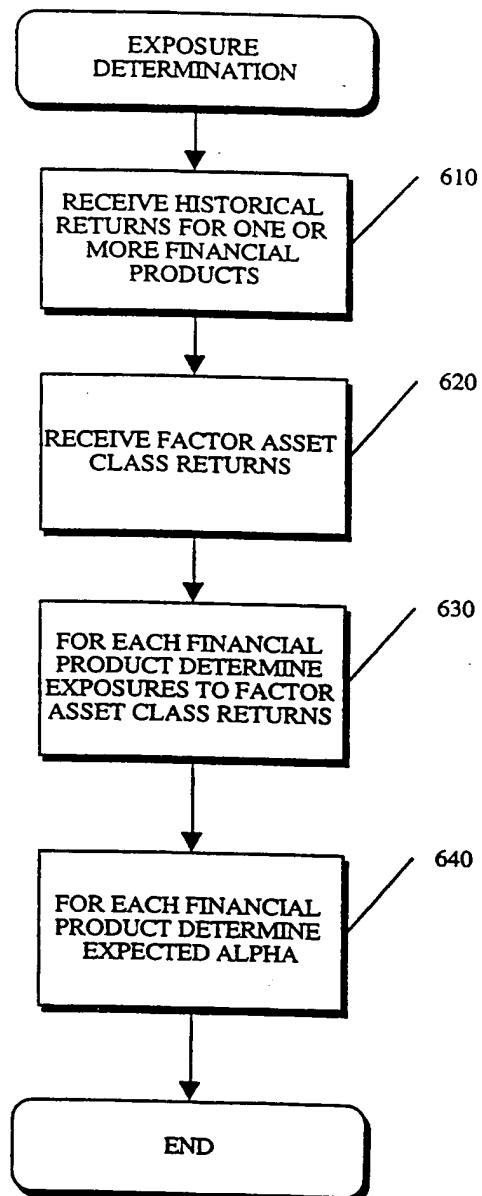 EXPOSURE
DETERMINATION
610
RECEIVE HISTORICAL
RETURNS FOR ONE OR
MORE FINANCIAL
PRODUCTS
620
RECEIVE FACTOR ASSET
CLASS RETURNS
630
FOR EACH FINANCIAL
PRODUCT DETERMINE
EXPOSURES TO FACTOR
ASSET CLASS RETURNS
640
FOR EACH FINANCIAL
PRODUCT DETERMINE
EXPECTED ALPHA
END